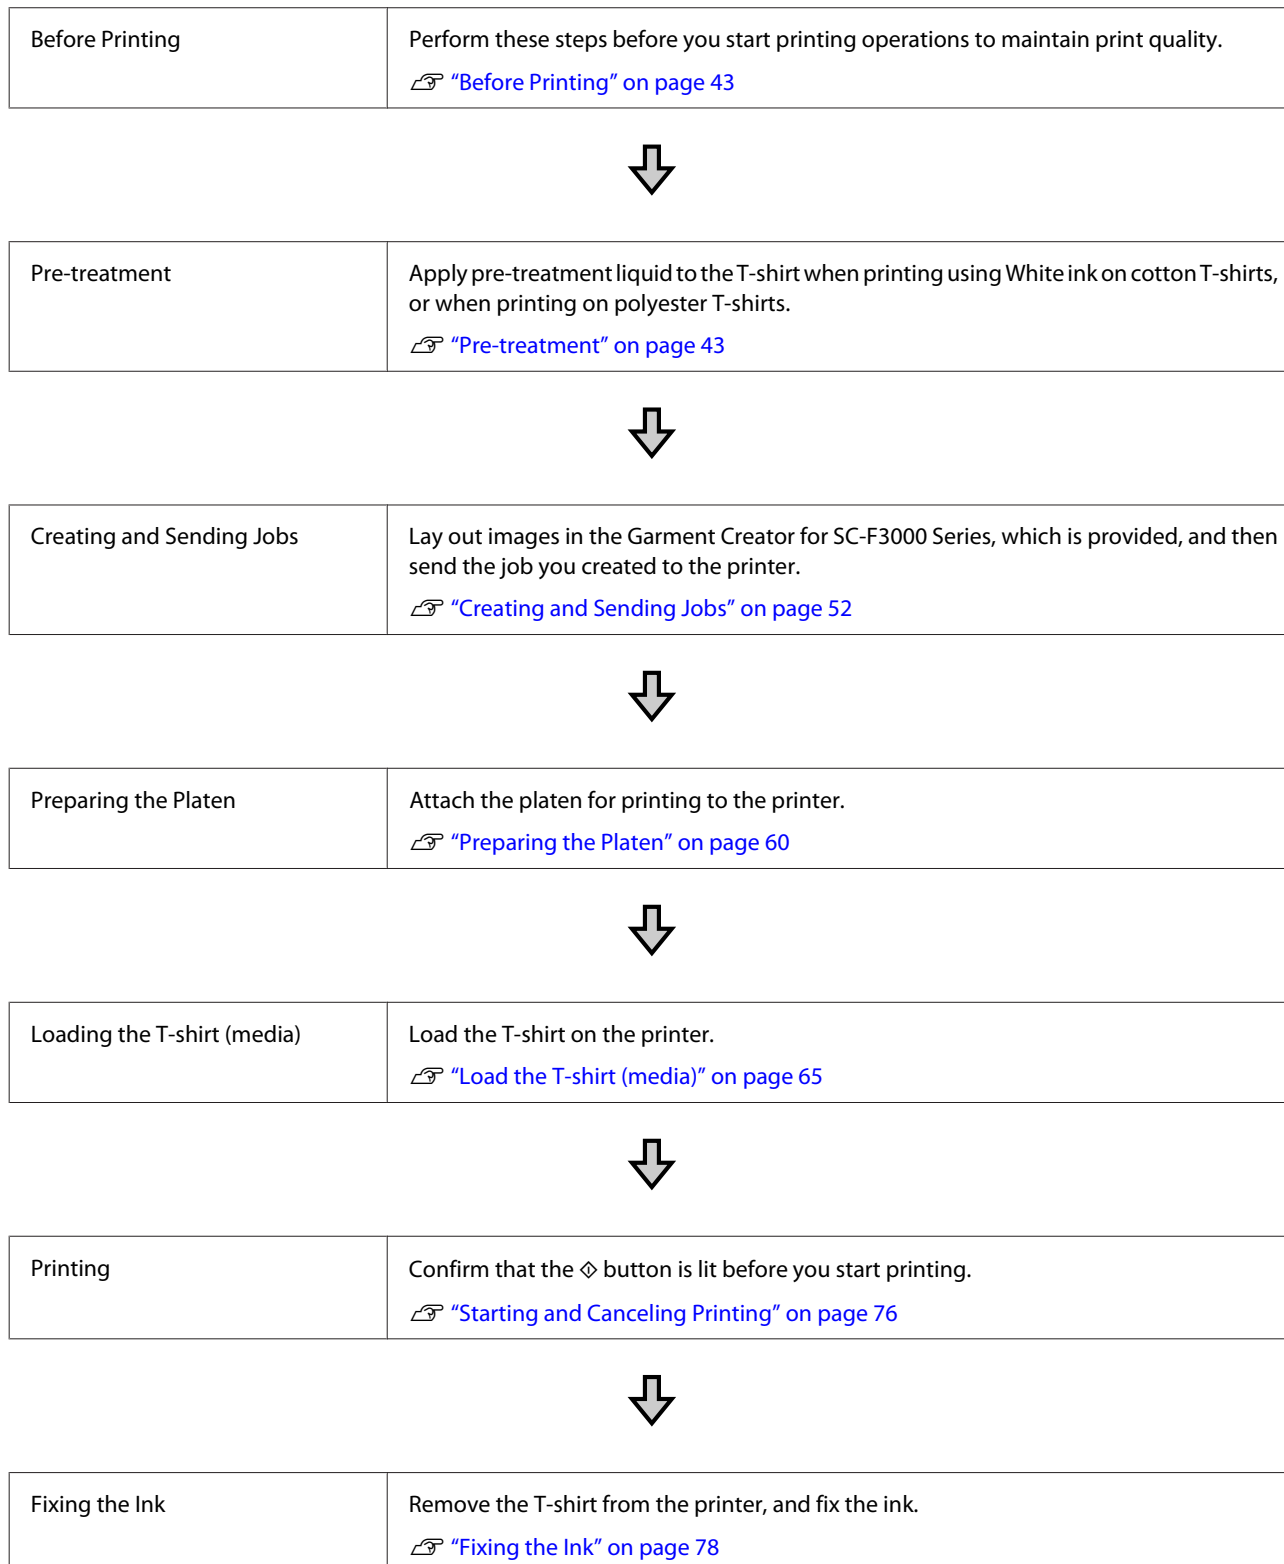 Before Printing
Perform these steps before you start printing operations to maintain print quality.
☞ “Before Printing” on page 43
Pre-treatment
Apply pre-treatment liquid to the T-shirt when printing using White ink on cotton T-shirts,
or when printing on polyester T-shirts.
☞ “Pre-treatment” on page 43
Creating and Sending Jobs
Lay out images in the Garment Creator for SC-F3000 Series, which is provided, and then
send the job you created to the printer.
☞ “Creating and Sending Jobs” on page 52
Preparing the Platen
Attach the platen for printing to the printer.
☞ “Preparing the Platen” on page 60
Loading the T-shirt (media)
Load the T-shirt on the printer.
☞ “Load the T-shirt (media)” on page 65
Printing
Confirm that the button is lit before you start printing.
☞ “Starting and Canceling Printing” on page 76
Fixing the Ink
Remove the T-shirt from the printer, and fix the ink.
☞ “Fixing the Ink” on page 78